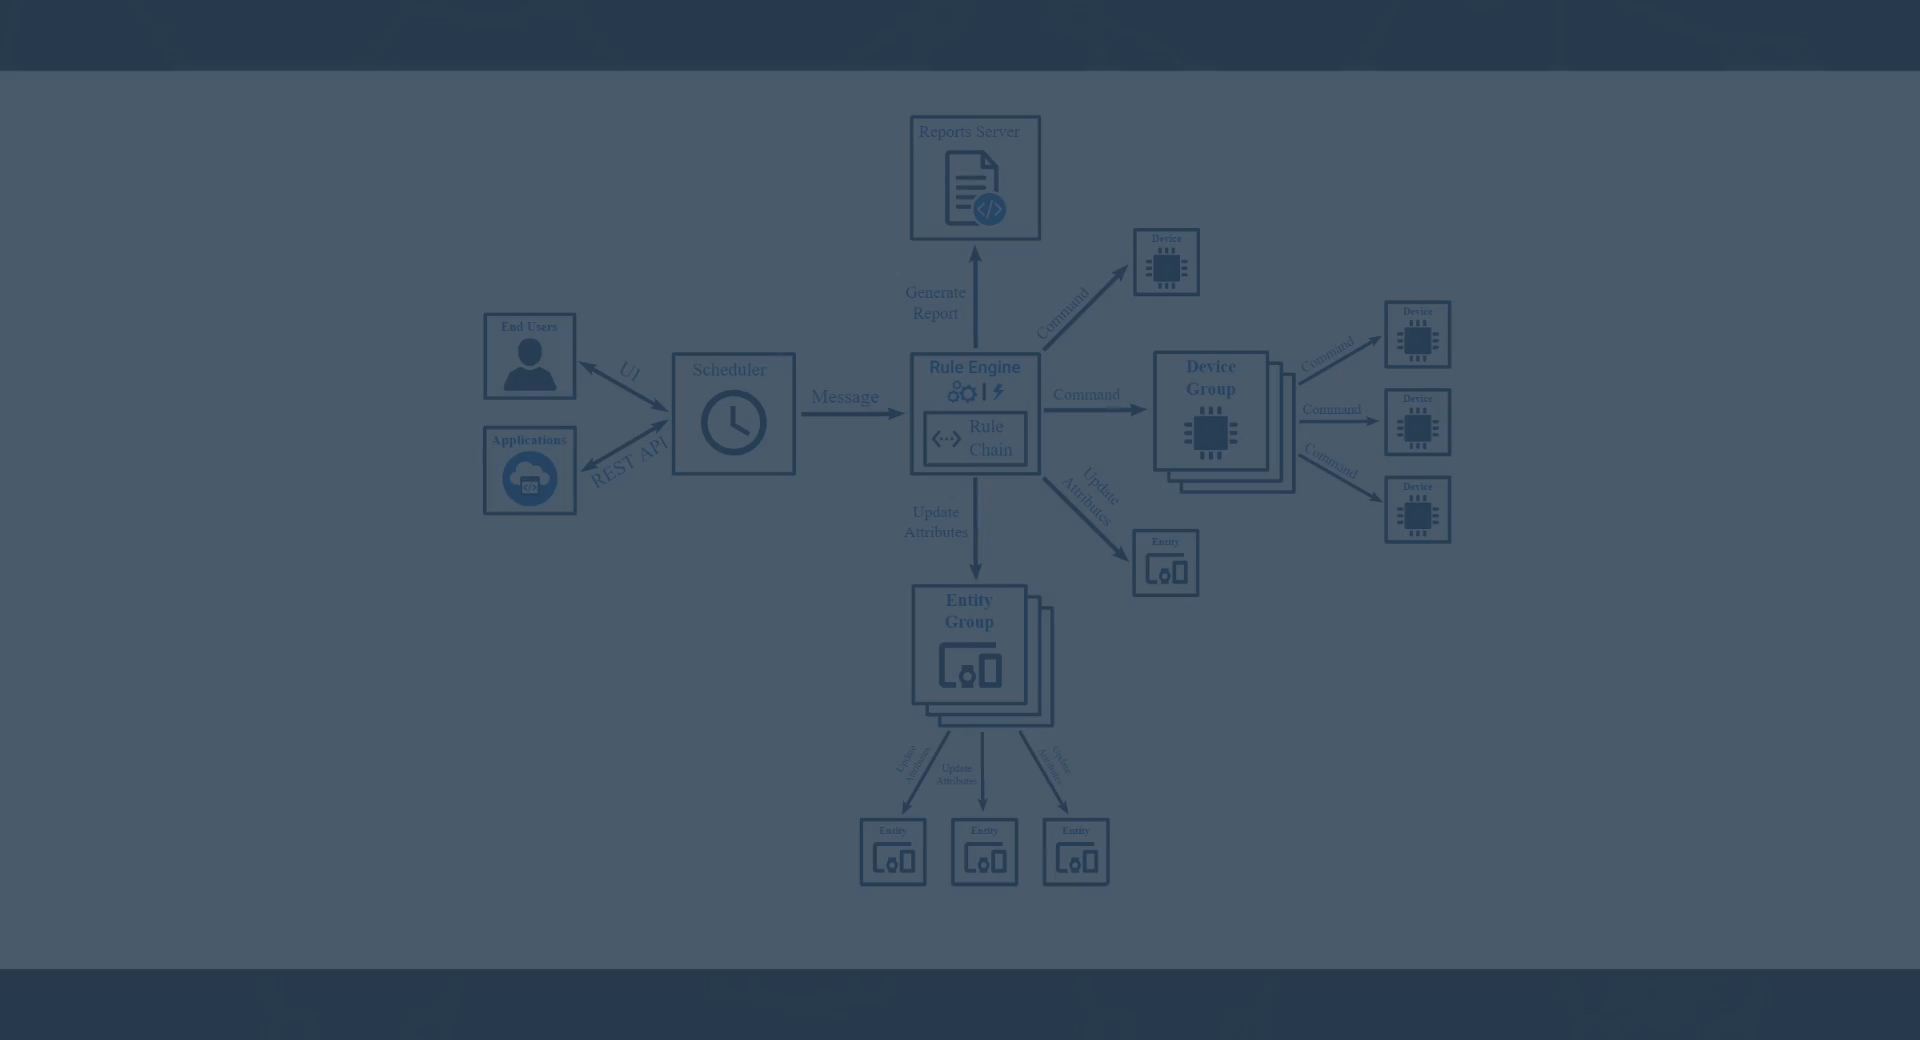 Reports Server
Generate
Report
Command
Device
End Users
UI
Applications
REST API
Scheduler
Message
Rule Engine
Rule
Chain
Command
Device
Group
Command
Device
Command
Device
Command
Device
Update
Attributes
Update
Attributes
Entity
Entity
Group
Update
Attributes
Update
Attributes
Update
Attributes
Entity
Entity
Entity